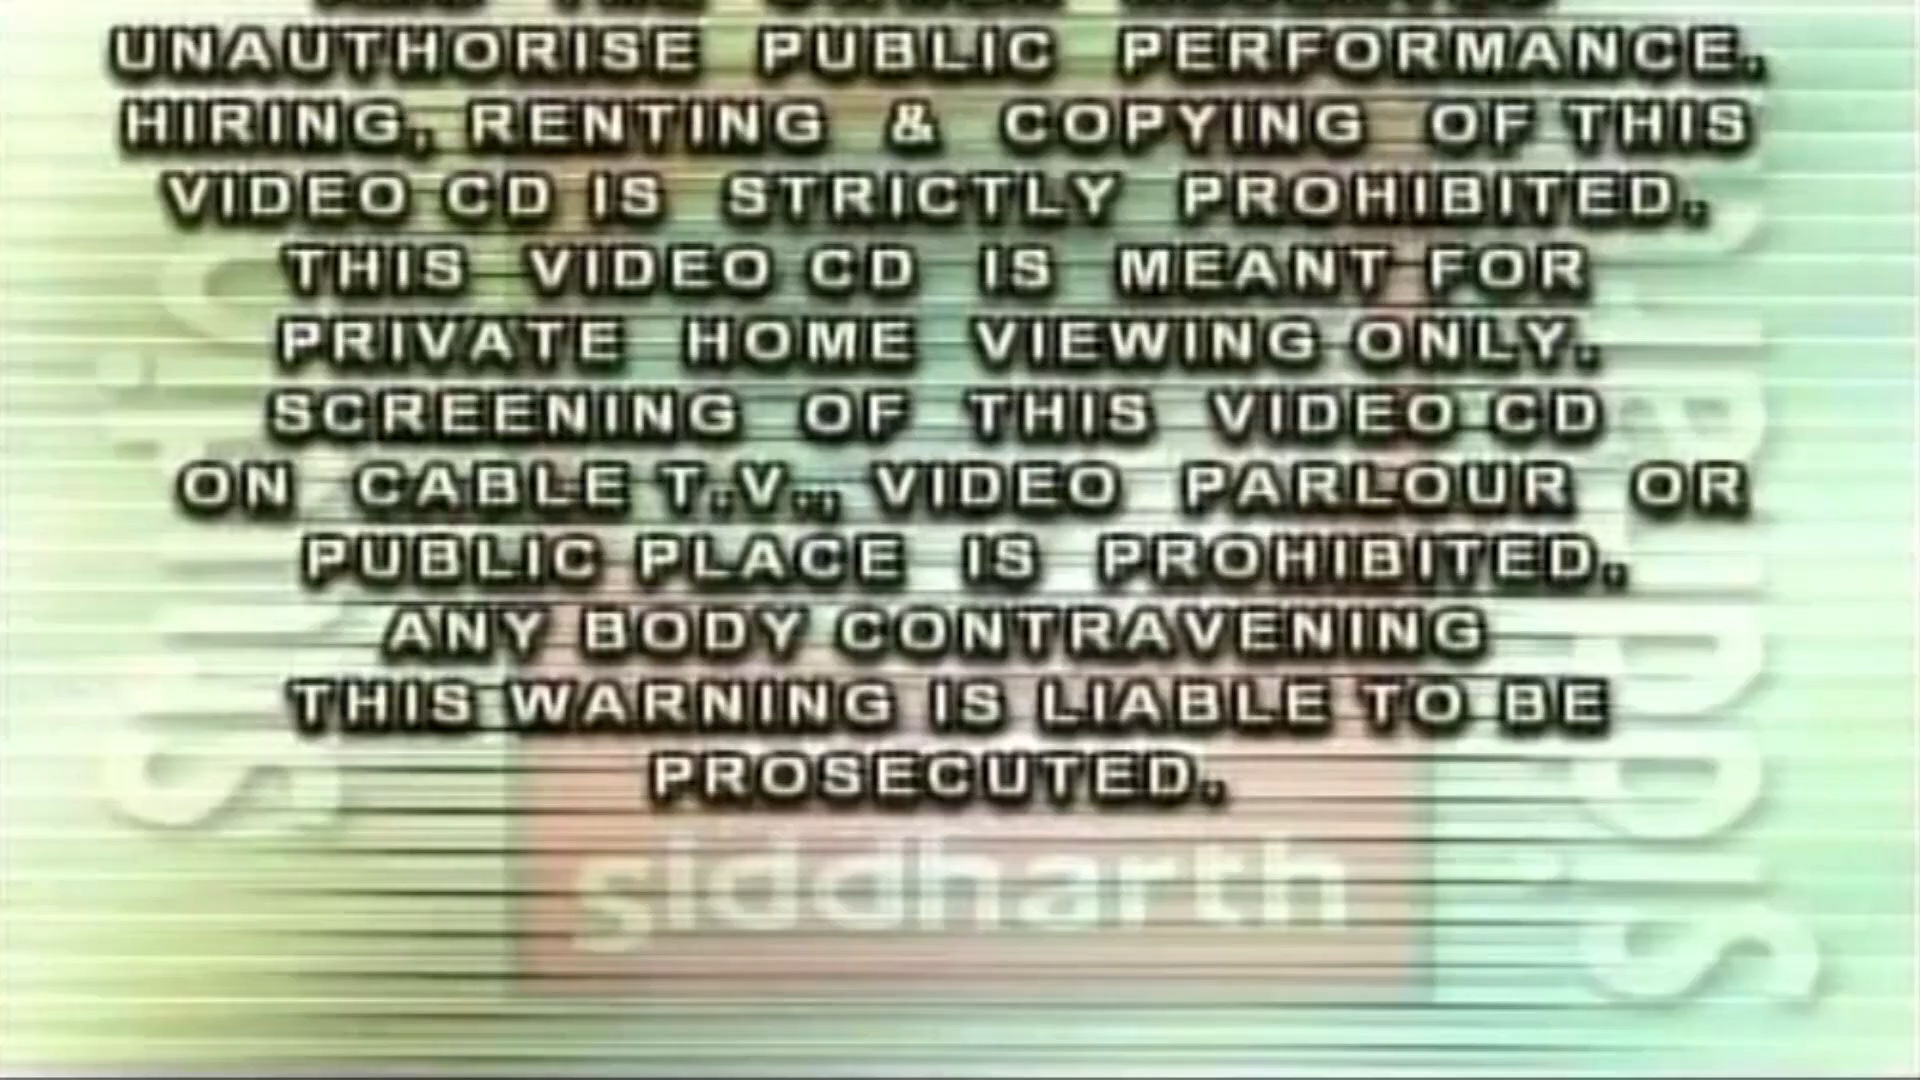 UNAUTHORISE PUBLIC PERFORMANCE.
HIRING, RENTING & COPYING OF THIS
VIDEO CD IS STRICTLY PROHIBITED.
THIS VIDEO CD IS MEANT FOR
PRIVATE HOME VIEWING ONLY.
SCREENING OF THIS VIDEO CD
ON CABLE T.V., VIDEO PARLOUR OR
PUBLIC PLACE IS PROHIBITED.
ANY BODY CONTRAVENING
THIS WARNING IS LIABLE TO BE
PROSECUTED.
siddharth